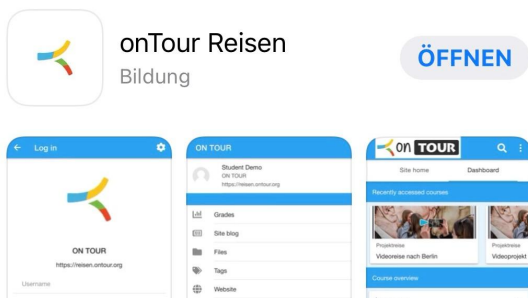 onTour Reisen
Bildung
ÖFFNEN
Log in
ON TOUR
https://reisen.ontour.org
Username
ON TOUR
Student Demo
ON TOUR
https://reisen.ontour.org
Grades
Site blog
Files
Tags
Website
on TOUR
Site home
Dashboard
Recently accessed courses
Projektreise
Videoreise nach Berlin
Projektreise
Videoprojekt
Course overview